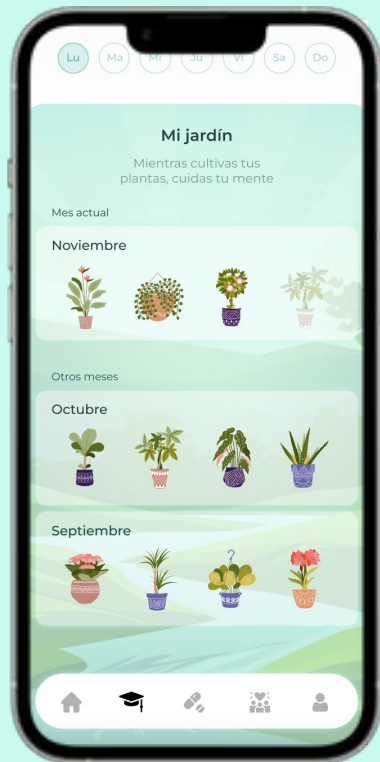 Lu Ma Mi Ju Vi Sa Do
Mi jardín
Mientras cultivas tus
plantas, cuidas tu mente
Mes actual
Noviembre
Otros meses
Octubre
Septiembre